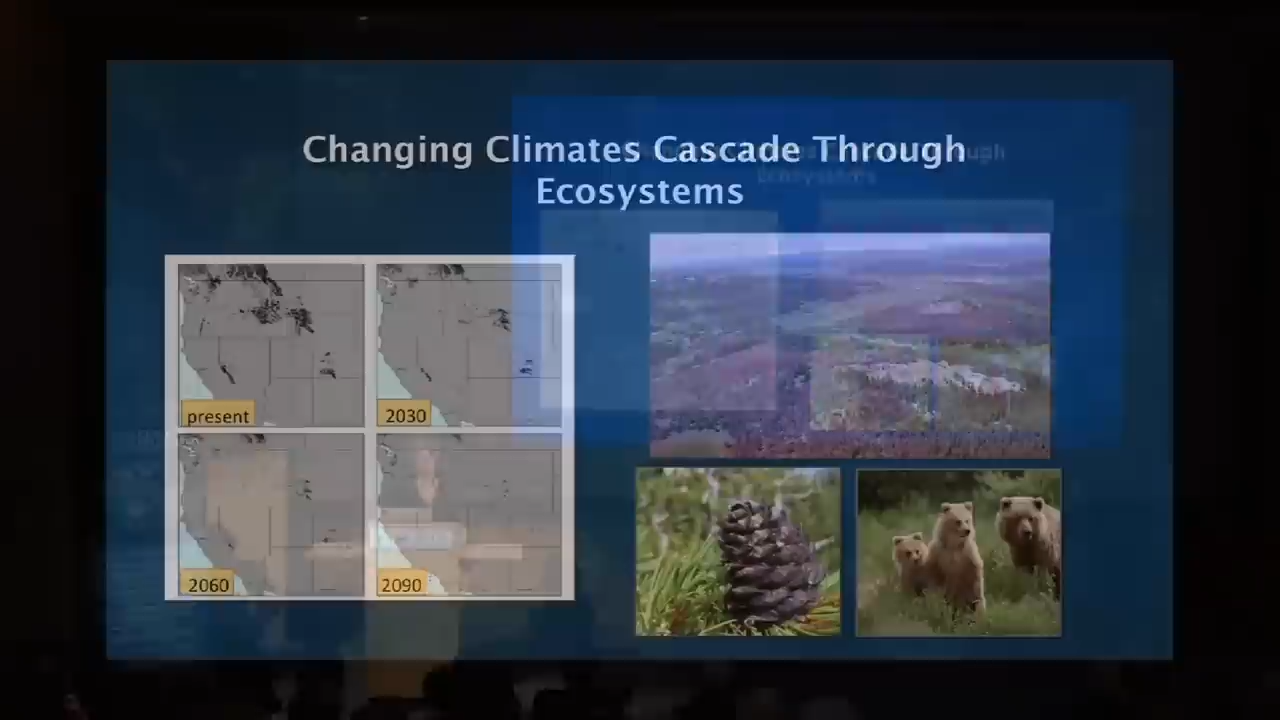 Changing Climates Cascade Through
Ecosystems
present
2030
2060
2090